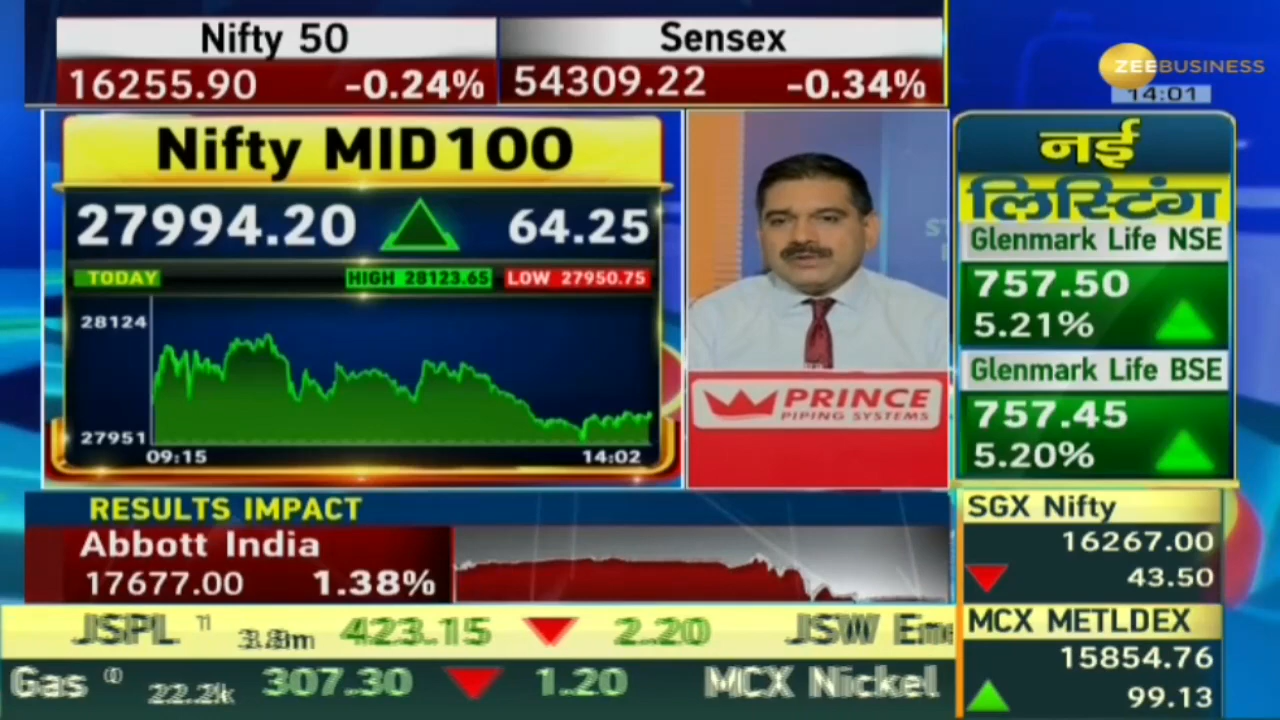 Nifty 50
16255.90 -0.24%
Sensex
54309.22 -0.34%
ZEEBUSINESS
14:01
Nifty MID100
27994.20 64.25
TODAY HIGH 28123.65 LOW 27950.75
28124
27951
09:15 14:02
PRINCE
PIPING SYSTEMS
नई
लिस्टिंग
Glenmark Life NSE
757.50
5.21%
Glenmark Life BSE
757.45
5.20%
RESULTS IMPACT
Abbott India
17677.00 1.38%
SGX Nifty
16267.00
43.50
MCX METLDEX
15854.76
99.13
JSPL 3.8m 423.15 2.20 JSW
Gas 22.2k 307.30 1.20 MCX Nickel